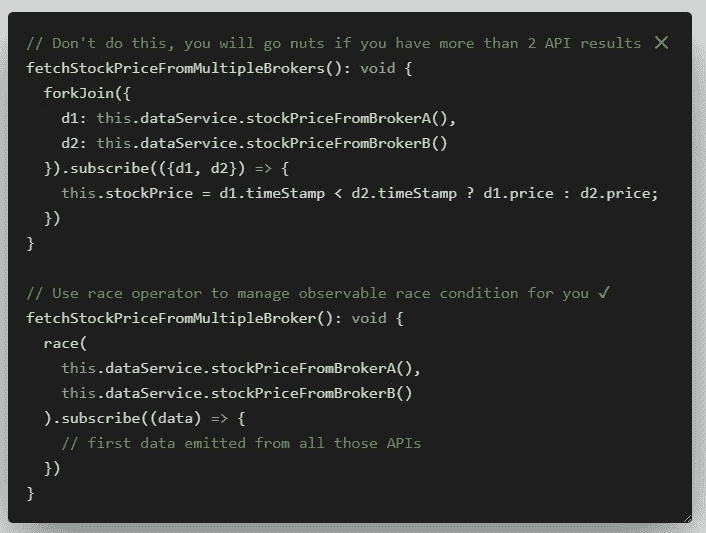 // Don't do this, you will go nuts if you have more than 2 API results ✕
fetchStockPriceFromMultipleBrokers(): void {
  forkJoin({
    d1: this.dataService.stockPriceFromBrokerA(),
    d2: this.dataService.stockPriceFromBrokerB()
  }).subscribe(({d1, d2}) => {
    this.stockPrice = d1.timeStamp < d2.timeStamp ? d1.price : d2.price;
  })
}
// Use race operator to manage observable race condition for you ✓
fetchStockPriceFromMultipleBroker(): void {
  race(
    this.dataService.stockPriceFromBrokerA(),
    this.dataService.stockPriceFromBrokerB()
  ).subscribe((data) => {
    // first data emitted from all those APIs
  })
}